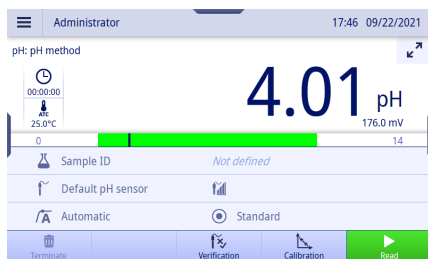 Administrator 17:46 09/22/2021
pH: pH method
00:00:00
ATC
25.0°C
4.01 pH
176.0 mV
0 14
Sample ID Not defined
Default pH sensor
A Automatic Standard
Terminate Verification Calibration Read